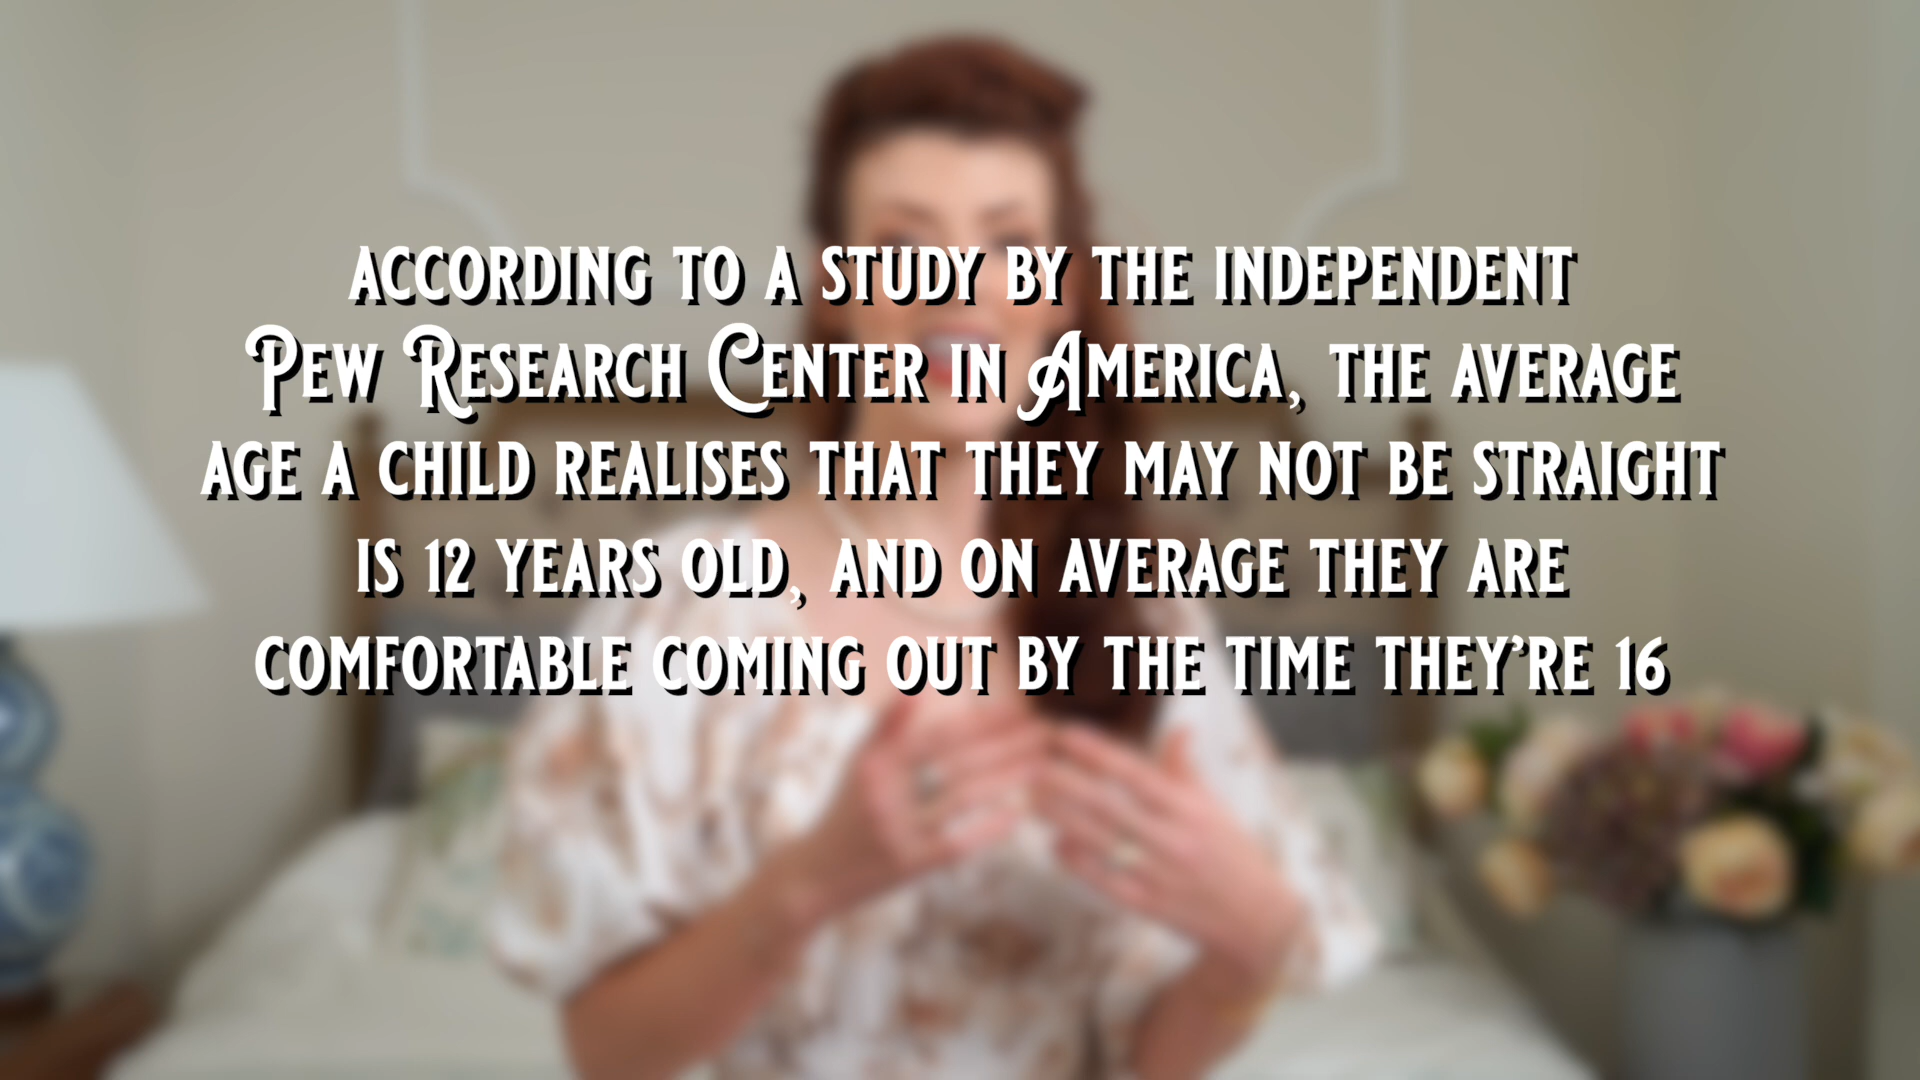 ACCORDING TO A STUDY BY THE INDEPENDENT
PEW RESEARCH CENTER IN AMERICA, THE AVERAGE
AGE A CHILD REALISES THAT THEY MAY NOT BE STRAIGHT
IS 12 YEARS OLD, AND ON AVERAGE THEY ARE
COMFORTABLE COMING OUT BY THE TIME THEY'RE 16